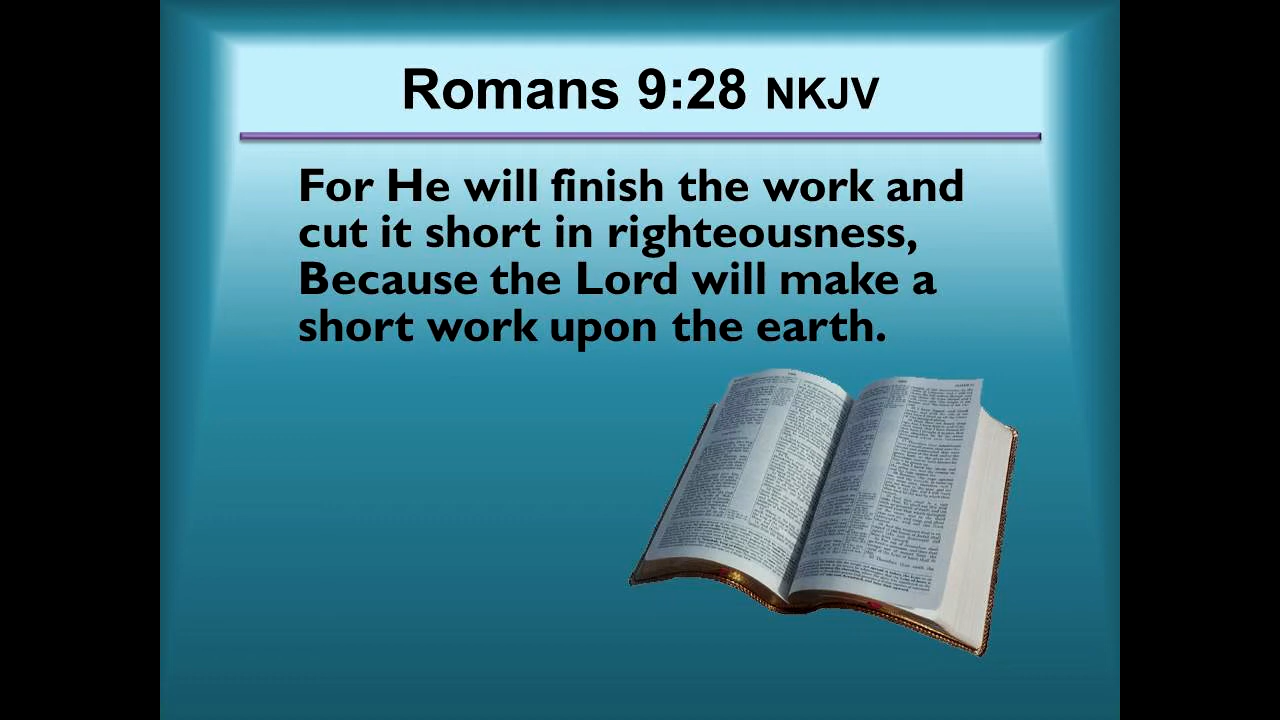 Romans 9:28 NKJV
For He will finish the work and
cut it short in righteousness,
Because the Lord will make a
short work upon the earth.